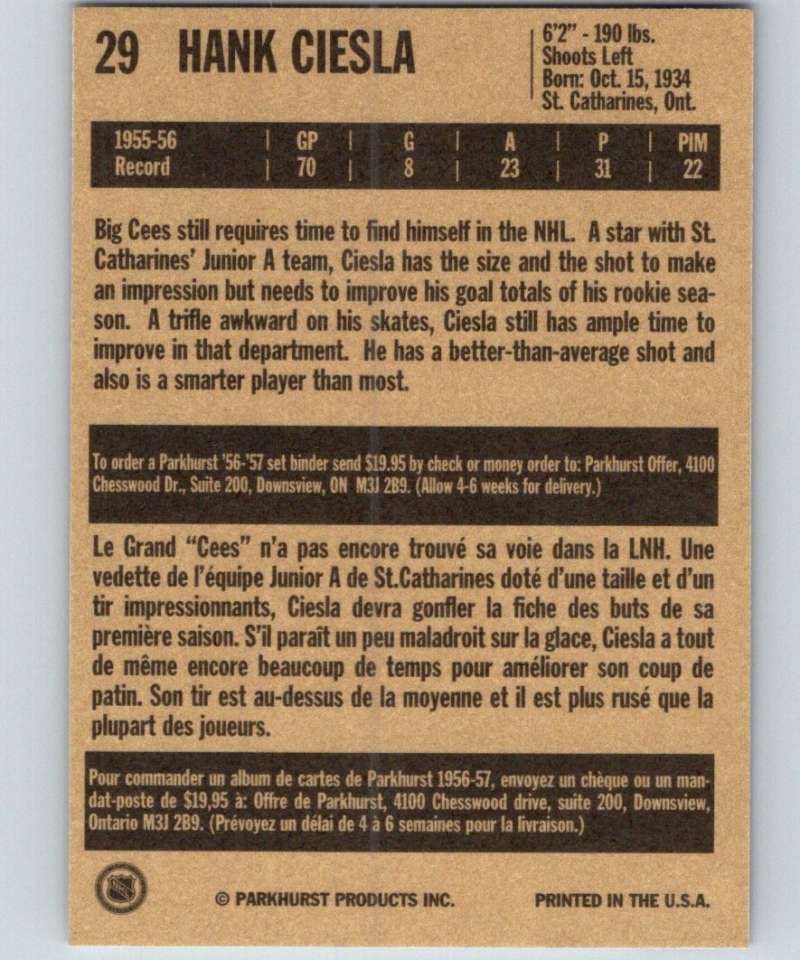 29 HANK CIESLA
6'2" - 190 lbs.
Shoots Left
Born: Oct. 15, 1934
St. Catharines, Ont.
1955-56 | GP | G | A | P | PIM
Record | 70 | 8 | 23 | 31 | 22
Big Cees still requires time to find himself in the NHL. A star with St.
Catharines' Junior A team, Ciesla has the size and the shot to make
an impression but needs to improve his goal totals of his rookie sea-
son. A trifle awkward on his skates, Ciesla still has ample time to
improve in that department. He has a better-than-average shot and
also is a smarter player than most.
To order a Parkhurst '56-'57 set binder send $19.95 by check or money order to: Parkhurst Offer, 4100
Chesswood Dr., Suite 200, Downsview, ON M3J 2B9. (Allow 4-6 weeks for delivery.)
Le Grand "Cees" n'a pas encore trouvé sa voie dans la LNH. Une
vedette de l'équipe Junior A de St.Catharines doté d'une taille et d'un
tir impressionnants, Ciesla devra gonfler la fiche des buts de sa
première saison. S'il paraît un peu maladroit sur la glace, Ciesla a tout
de même encore beaucoup de temps pour améliorer son coup de
patin. Son tir est au-dessus de la moyenne et il est plus rusé que la
plupart des joueurs.
Pour commander un album de cartes de Parkhurst 1956-57, envoyez un chèque ou un man-
dat-poste de $19,95 à: Offre de Parkhurst, 4100 Chesswood drive, suite 200, Downsview,
Ontario M3J 2B9. (Prévoyez un délai de 4 à 6 semaines pour la livraison.)
© PARKHURST PRODUCTS INC. PRINTED IN THE U.S.A.